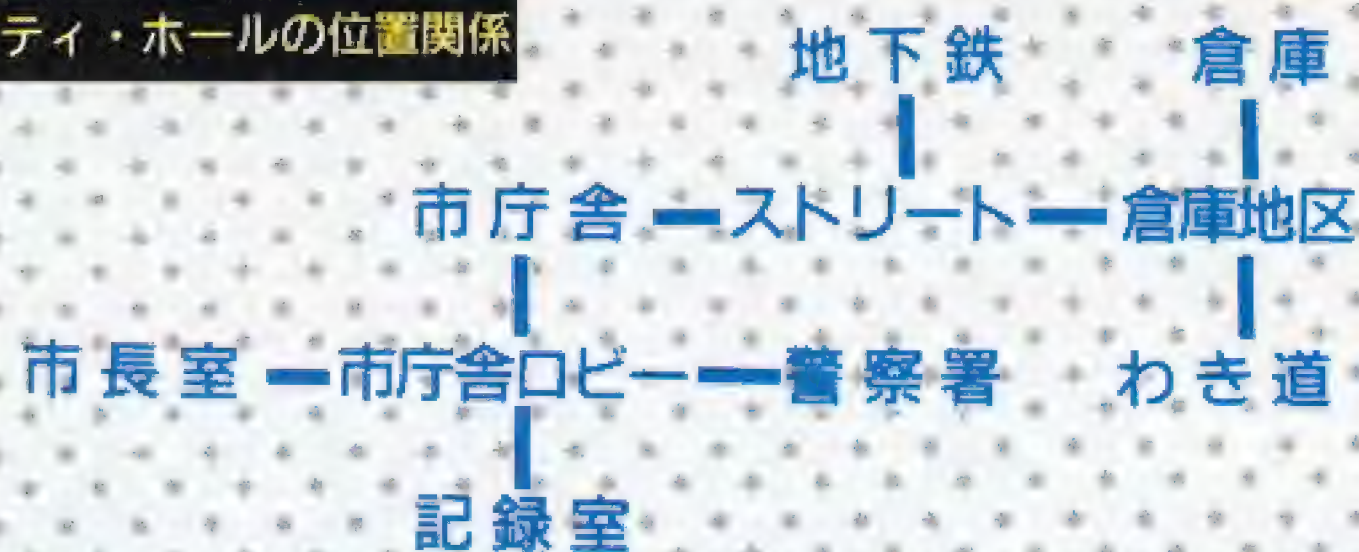 ティ・ホールの位置関係
地下鉄 倉庫
市庁舎 ストリート 倉庫地区
市長室 市庁舎ロビー 警察署 わき道
記録室